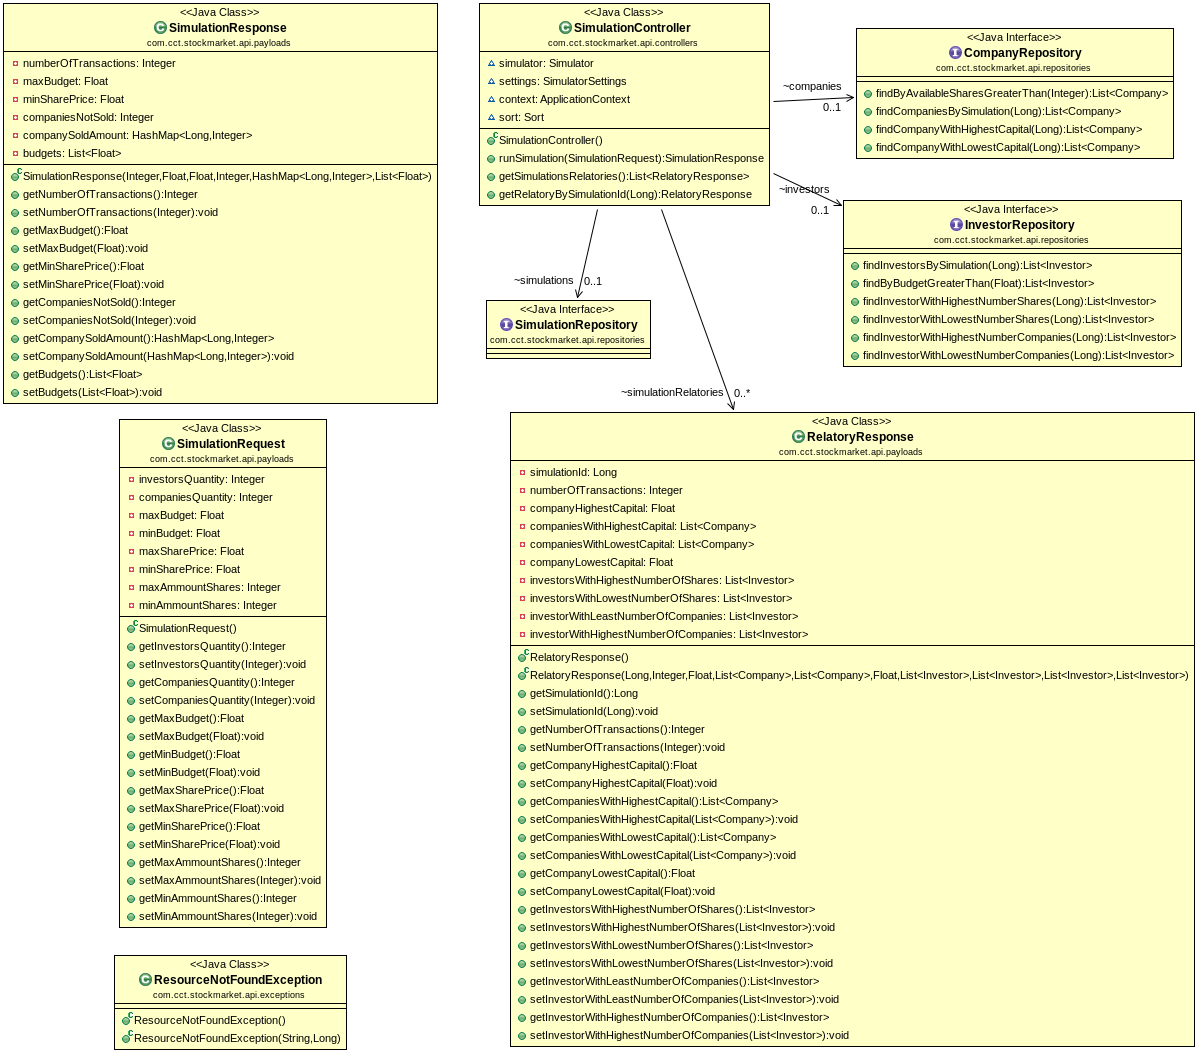 <<Java Class>>
SimulationResponse
com.cct.stockmarket.api.payloads
numberOfTransactions: Integer
maxBudget: Float
minSharePrice: Float
companiesNotSold: Integer
companySoldAmount: HashMap<Long,Integer>
budgets: List<Float>
SimulationResponse(Integer,Float,Float,Integer,HashMap<Long,Integer>,List<Float>)
getNumberOfTransactions():Integer
setNumberOfTransactions(Integer):void
getMaxBudget():Float
setMaxBudget(Float):void
getMinSharePrice():Float
setMinSharePrice(Float):void
getCompaniesNotSold():Integer
setCompaniesNotSold(Integer):void
getCompanySoldAmount():HashMap<Long,Integer>
setCompanySoldAmount(HashMap<Long,Integer>):void
getBudgets():List<Float>
setBudgets(List<Float>):void
<<Java Class>>
SimulationController
com.cct.stockmarket.api.controllers
simulator: Simulator
settings: SimulatorSettings
context: ApplicationContext
sort: Sort
SimulationController()
runSimulation(SimulationRequest):SimulationResponse
getSimulationsRelatories():List<RelatoryResponse>
getRelatoryBySimulationId(Long):RelatoryResponse
~companies
0..1
<<Java Interface>>
CompanyRepository
com.cct.stockmarket.api.repositories
findByAvailableSharesGreaterThan(Integer):List<Company>
findCompaniesBySimulation(Long):List<Company>
findCompanyWithHighestCapital(Long):List<Company>
findCompanyWithLowestCapital(Long):List<Company>
~investors
0..1
<<Java Interface>>
InvestorRepository
com.cct.stockmarket.api.repositories
findInvestorsBySimulation(Long):List<Investor>
findByBudgetGreaterThan(Float):List<Investor>
findInvestorWithHighestNumberShares(Long):List<Investor>
findInvestorWithLowestNumberShares(Long):List<Investor>
findInvestorWithHighestNumberCompanies(Long):List<Investor>
findInvestorWithLowestNumberCompanies(Long):List<Investor>
~simulations
0..1
<<Java Interface>>
SimulationRepository
com.cct.stockmarket.api.repositories
~simulationRelatories
0..*
<<Java Class>>
SimulationRequest
com.cct.stockmarket.api.payloads
investorsQuantity: Integer
companiesQuantity: Integer
maxBudget: Float
minBudget: Float
maxSharePrice: Float
minSharePrice: Float
maxAmmountShares: Integer
minAmmountShares: Integer
SimulationRequest()
getInvestorsQuantity():Integer
setInvestorsQuantity(Integer):void
getCompaniesQuantity():Integer
setCompaniesQuantity(Integer):void
getMaxBudget():Float
setMaxBudget(Float):void
getMinBudget():Float
setMinBudget(Float):void
getMaxSharePrice():Float
setMaxSharePrice(Float):void
getMinSharePrice():Float
setMinSharePrice(Float):void
getMaxAmmountShares():Integer
setMaxAmmountShares(Integer):void
getMinAmmountShares():Integer
setMinAmmountShares(Integer):void
<<Java Class>>
RelatoryResponse
com.cct.stockmarket.api.payloads
simulationId: Long
numberOfTransactions: Integer
companyHighestCapital: Float
companiesWithHighestCapital: List<Company>
companiesWithLowestCapital: List<Company>
companyLowestCapital: Float
investorsWithHighestNumberOfShares: List<Investor>
investorsWithLowestNumberOfShares: List<Investor>
investorWithLeastNumberOfCompanies: List<Investor>
investorWithHighestNumberOfCompanies: List<Investor>
RelatoryResponse()
RelatoryResponse(Long,Integer,Float,List<Company>,List<Company>,Float,List<Investor>,List<Investor>,List<Investor>,List<Investor>)
getSimulationId():Long
setSimulationId(Long):void
getNumberOfTransactions():Integer
setNumberOfTransactions(Integer):void
getCompanyHighestCapital():Float
setCompanyHighestCapital(Float):void
getCompaniesWithHighestCapital():List<Company>
setCompaniesWithHighestCapital(List<Company>):void
getCompaniesWithLowestCapital():List<Company>
setCompaniesWithLowestCapital(List<Company>):void
getCompanyLowestCapital():Float
setCompanyLowestCapital(Float):void
getInvestorsWithHighestNumberOfShares():List<Investor>
setInvestorsWithHighestNumberOfShares(List<Investor>):void
getInvestorsWithLowestNumberOfShares():List<Investor>
setInvestorsWithLowestNumberOfShares(List<Investor>):void
getInvestorWithLeastNumberOfCompanies():List<Investor>
setInvestorWithLeastNumberOfCompanies(List<Investor>):void
getInvestorWithHighestNumberOfCompanies():List<Investor>
setInvestorWithHighestNumberOfCompanies(List<Investor>):void
<<Java Class>>
ResourceNotFoundException
com.cct.stockmarket.api.exceptions
ResourceNotFoundException()
ResourceNotFoundException(String,Long)